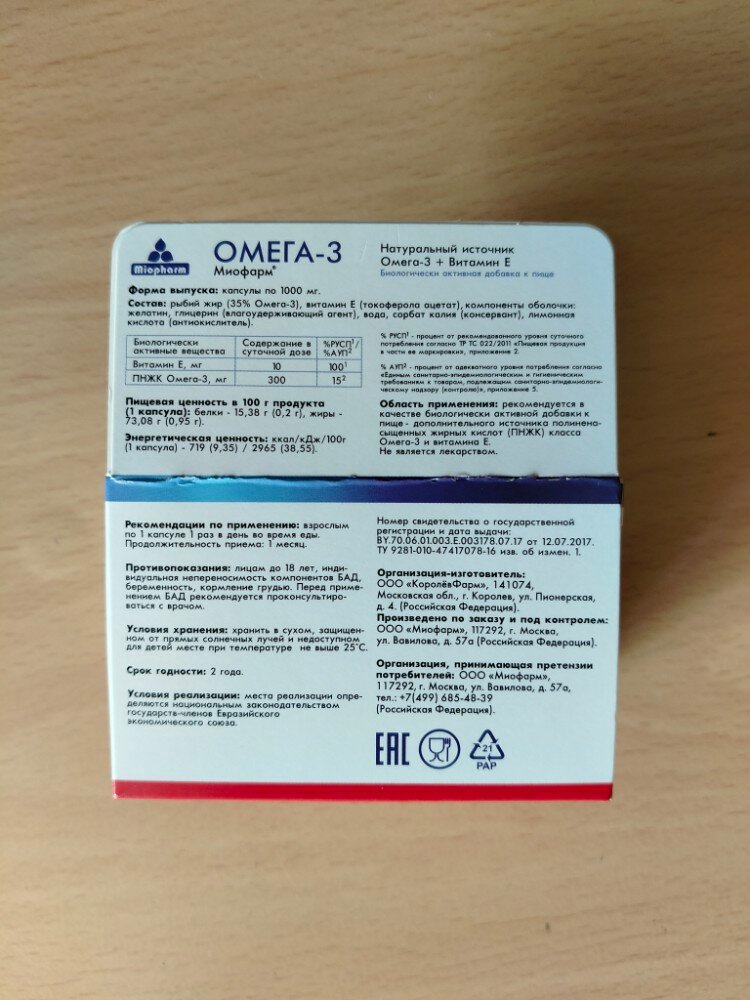 Miopharm
ОМЕГА-3
Миофарм®
Натуральный источник
Омега-3 + Витамин Е
Биологически активная добавка к пище
Форма выпуска: капсулы по 1000 мг.
Состав: рыбий жир (35% Омега-3), витамин Е (токоферола ацетат), компоненты оболочки:
желатин, глицерин (влагоудерживающий агент), вода, сорбат калия (консервант), лимонная
кислота (антиокислитель).
Биологически активные вещества | Содержание в суточной дозе | %РУСП¹/ %АУП²
Витамин Е, мг | 10 | 100¹
ПНЖК Омега-3, мг | 300 | 15²
Пищевая ценность в 100 г продукта
(1 капсула): белки - 15,38 г (0,2 г), жиры -
73,08 г (0,95 г).
Энергетическая ценность: ккал/кДж/100г
(1 капсула) - 719 (9,35) / 2965 (38,55).
% РУСП¹ - процент от рекомендованного уровня суточного
потребления согласно ТР ТС 022/2011 «Пищевая продукция
в части ее маркировки», приложение 2.
% АУП² - процент от адекватного уровня потребления согласно
«Единым санитарно-эпидемиологическим и гигиеническим
требованиям к товарам, подлежащим санитарно-эпидемиологи-
ческому надзору (контролю)», приложение 5.
Область применения: рекомендуется в
качестве биологически активной добавки к
пище - дополнительного источника полинена-
сыщенных жирных кислот (ПНЖК) класса
Омега-3 и витамина Е.
Не является лекарством.
Рекомендации по применению: взрослым
по 1 капсуле 1 раз в день во время еды.
Продолжительность приема: 1 месяц.
Противопоказания: лицам до 18 лет, инди-
видуальная непереносимость компонентов БАД,
беременность, кормление грудью. Перед приме-
нением БАД рекомендуется проконсультиро-
ваться с врачом.
Условия хранения: хранить в сухом, защищен-
ном от прямых солнечных лучей и недоступном
для детей месте при температуре не выше 25°С.
Срок годности: 2 года.
Условия реализации: места реализации опре-
деляются национальным законодательством
государств-членов Евразийского
экономического союза.
Номер свидетельства о государственной
регистрации и дата выдачи:
BY.70.06.01.003.Е.003178.07.17 от 12.07.2017.
ТУ 9281-010-47417078-16 изв. об измен. 1.
Организация-изготовитель:
ООО «КоролёвФарм», 141074,
Московская обл., г. Королев, ул. Пионерская,
д. 4. (Российская Федерация).
Произведено по заказу и под контролем:
ООО «Миофарм», 117292, г. Москва,
ул. Вавилова, д. 57а (Российская Федерация).
Организация, принимающая претензии
потребителей: ООО «Миофарм»,
117292, г. Москва, ул. Вавилова, д. 57а,
тел.: +7(499) 685-48-39
(Российская Федерация).
ЕАС
21
PAP